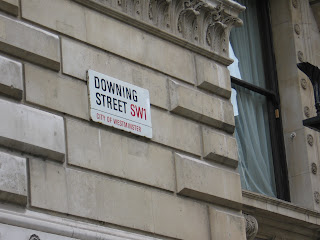 DOWNING
STREET SW1
CITY OF WESTMINSTER